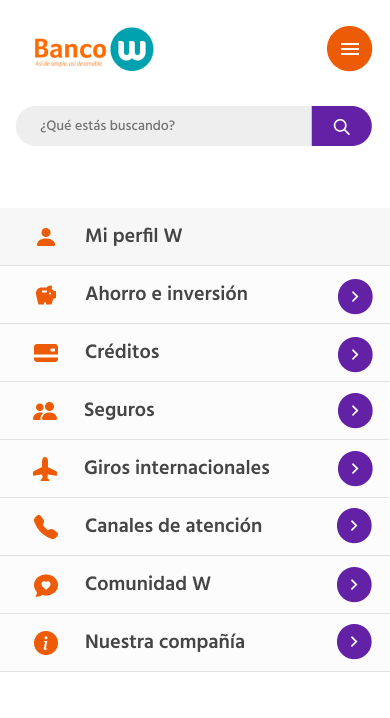 Banco W
Así de simple, así de amable
¿Qué estás buscando?
Mi perfil W
Ahorro e inversión
Créditos
Seguros
Giros internacionales
Canales de atención
Comunidad W
Nuestra compañía